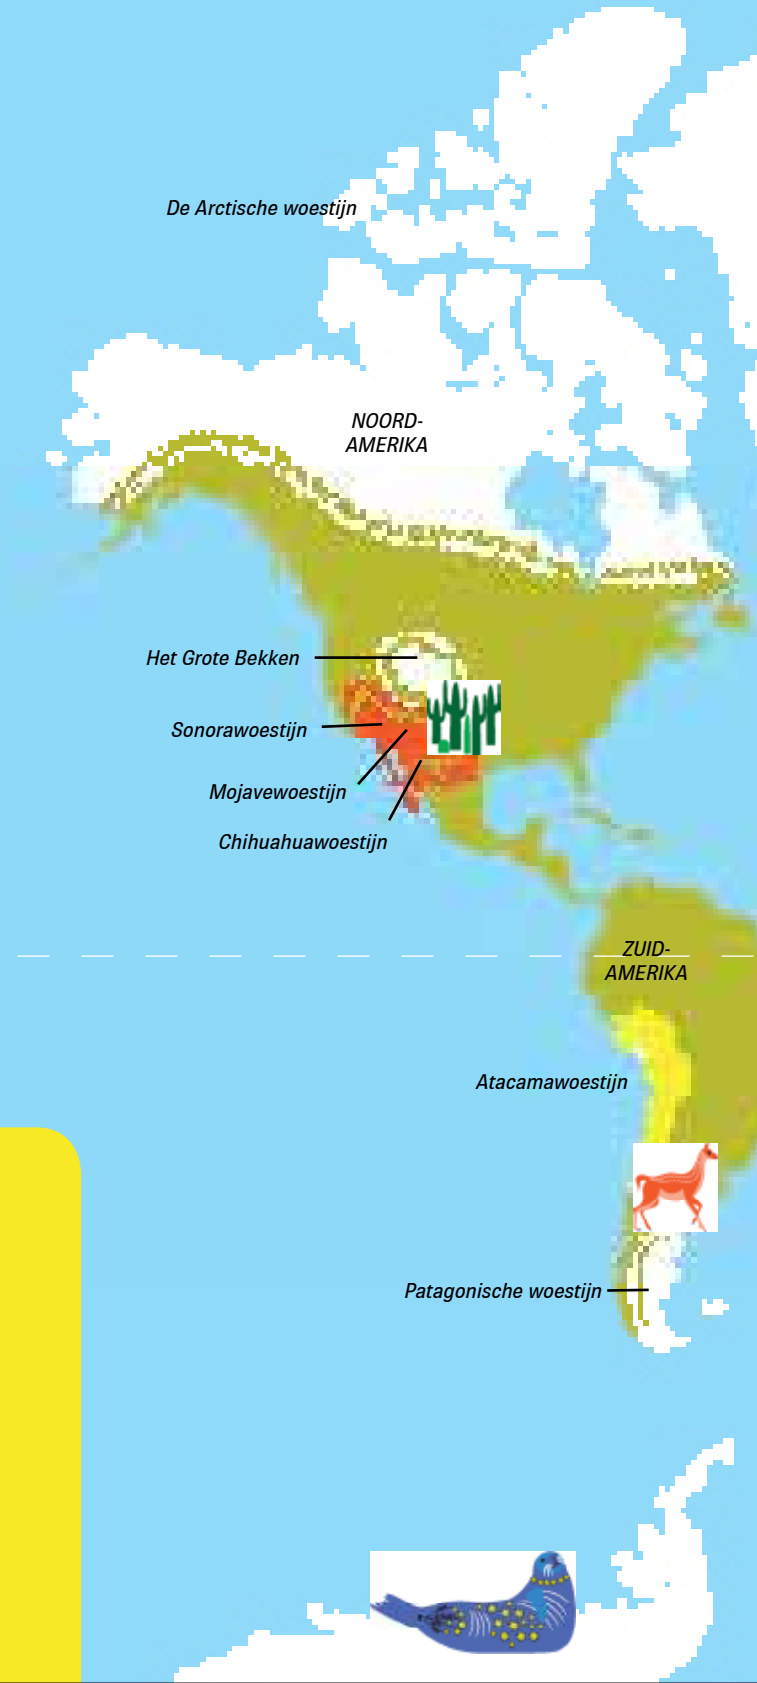 De Arctische woestijn
NOORD-
AMERIKA
Het Grote Bekken
Sonorawoestijn
Mojavewoestijn
Chihuahuawoestijn
ZUID-
AMERIKA
Atacamawoestijn
Patagonische woestijn